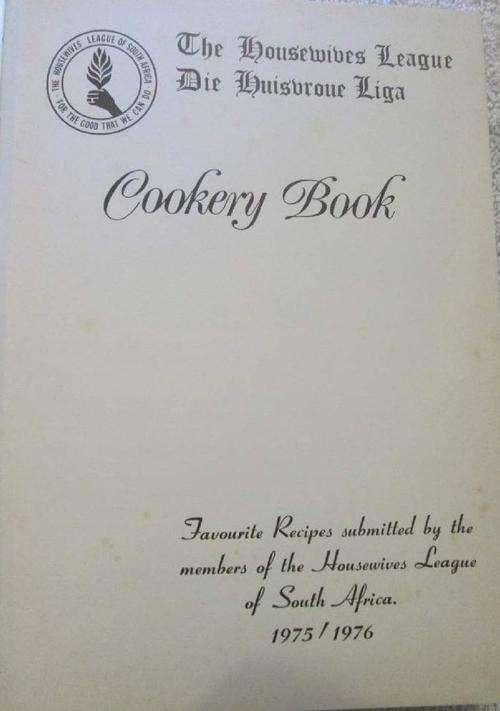 THE HOUSEWIVES LEAGUE OF SOUTH AFRICA
FOR THE GOOD THAT WE CAN DO
The Housewives League
Die Huisvroue Liga
Cookery Book
Favourite Recipes submitted by the
members of the Housewives League
of South Africa.
1975/1976